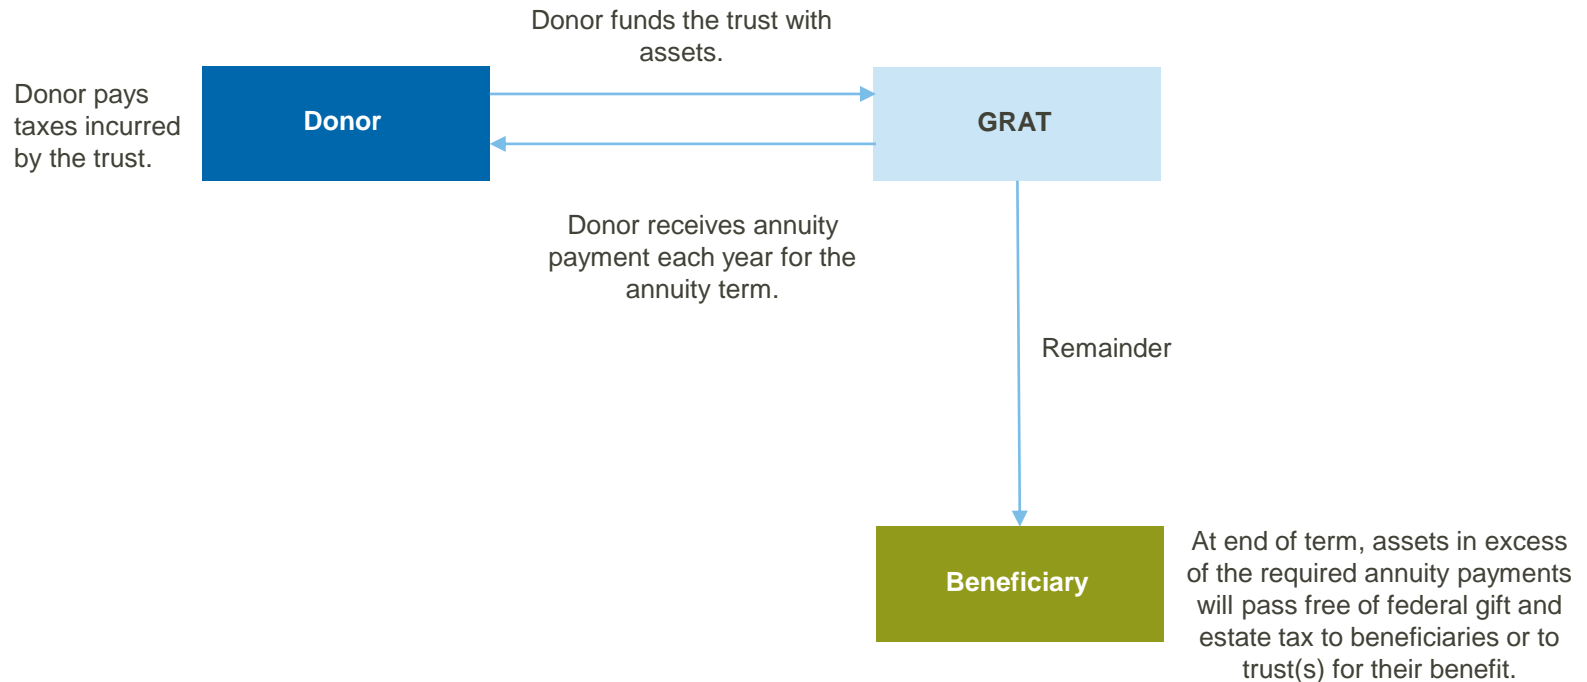 Donor funds the trust with
assets.
Donor pays
taxes incurred
by the trust.
Donor
GRAT
Donor receives annuity
payment each year for the
annuity term.
Remainder
Beneficiary
At end of term, assets in excess
of the required annuity payments
will pass free of federal gift and
estate tax to beneficiaries or to
trust(s) for their benefit.